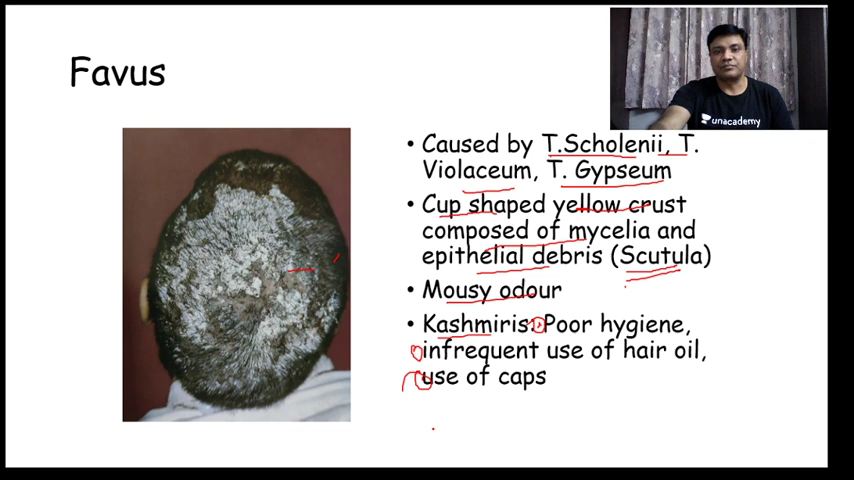 Favus
unacademy
• Caused by T.Scholenii, T.
Violaceum, T. Gypseum
• Cup shaped yellow crust
composed of mycelia and
epithelial debris (Scutula)
• Mousy odour
• Kashmiris: Poor hygiene,
infrequent use of hair oil,
use of caps